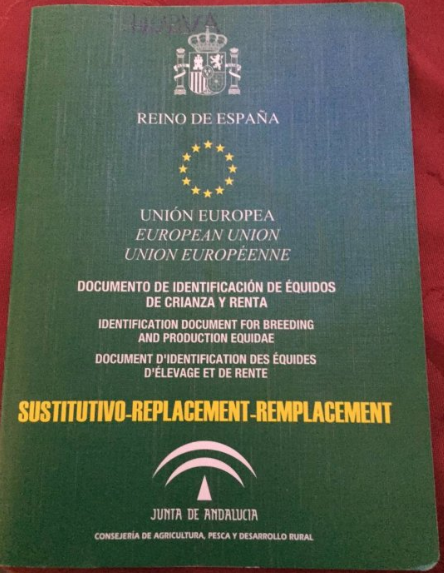 REINO DE ESPAÑA
UNIÓN EUROPEA
EUROPEAN UNION
UNION EUROPÉENNE
DOCUMENTO DE IDENTIFICACIÓN DE ÉQUIDOS
DE CRIANZA Y RENTA
IDENTIFICATION DOCUMENT FOR BREEDING
AND PRODUCTION EQUIDAE
DOCUMENT D'IDENTIFICATION DES ÉQUIDES
D'ÉLEVAGE ET DE RENTE
SUSTITUTIVO-REPLACEMENT-REMPLACEMENT
JUNTA DE ANDALUCIA
CONSEJERÍA DE AGRICULTURA, PESCA Y DESARROLLO RURAL